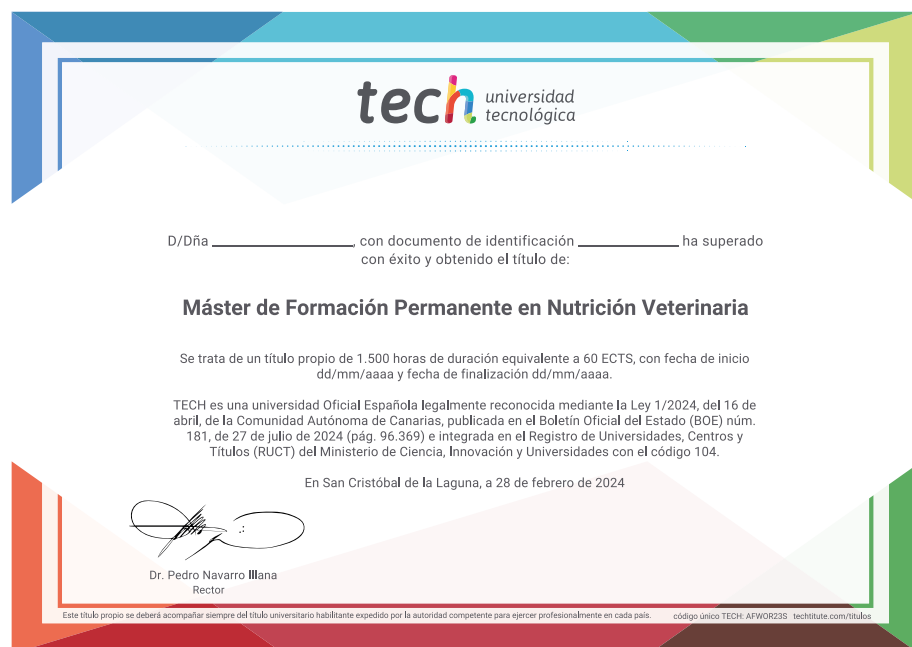 tech universidad
tecnológica
D/Dña ______________, con documento de identificación ____________ ha superado
con éxito y obtenido el título de:
Máster de Formación Permanente en Nutrición Veterinaria
Se trata de un título propio de 1.500 horas de duración equivalente a 60 ECTS, con fecha de inicio
dd/mm/aaaa y fecha de finalización dd/mm/aaaa.
TECH es una universidad Oficial Española legalmente reconocida mediante la Ley 1/2024, del 16 de
abril, de la Comunidad Autónoma de Canarias, publicada en el Boletín Oficial del Estado (BOE) núm.
181, de 27 de julio de 2024 (pág. 96.369) e integrada en el Registro de Universidades, Centros y
Títulos (RUCT) del Ministerio de Ciencia, Innovación y Universidades con el código 104.
En San Cristóbal de la Laguna, a 28 de febrero de 2024
Dr. Pedro Navarro Illana
Rector
Este título propio se deberá acompañar siempre del título universitario habilitante expedido por la autoridad competente para ejercer profesionalmente en cada país. código único TECH: AFWOR23S techtitute.com/titulos